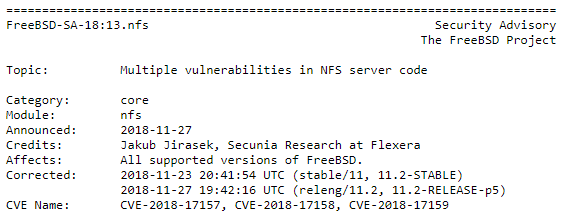 =============================================================================
FreeBSD-SA-18:13.nfs                                        Security Advisory
                                                          The FreeBSD Project

Topic:          Multiple vulnerabilities in NFS server code

Category:       core
Module:         nfs
Announced:      2018-11-27
Credits:        Jakub Jirasek, Secunia Research at Flexera
Affects:        All supported versions of FreeBSD.
Corrected:      2018-11-23 20:41:54 UTC (stable/11, 11.2-STABLE)
                2018-11-27 19:42:16 UTC (releng/11.2, 11.2-RELEASE-p5)
CVE Name:       CVE-2018-17157, CVE-2018-17158, CVE-2018-17159